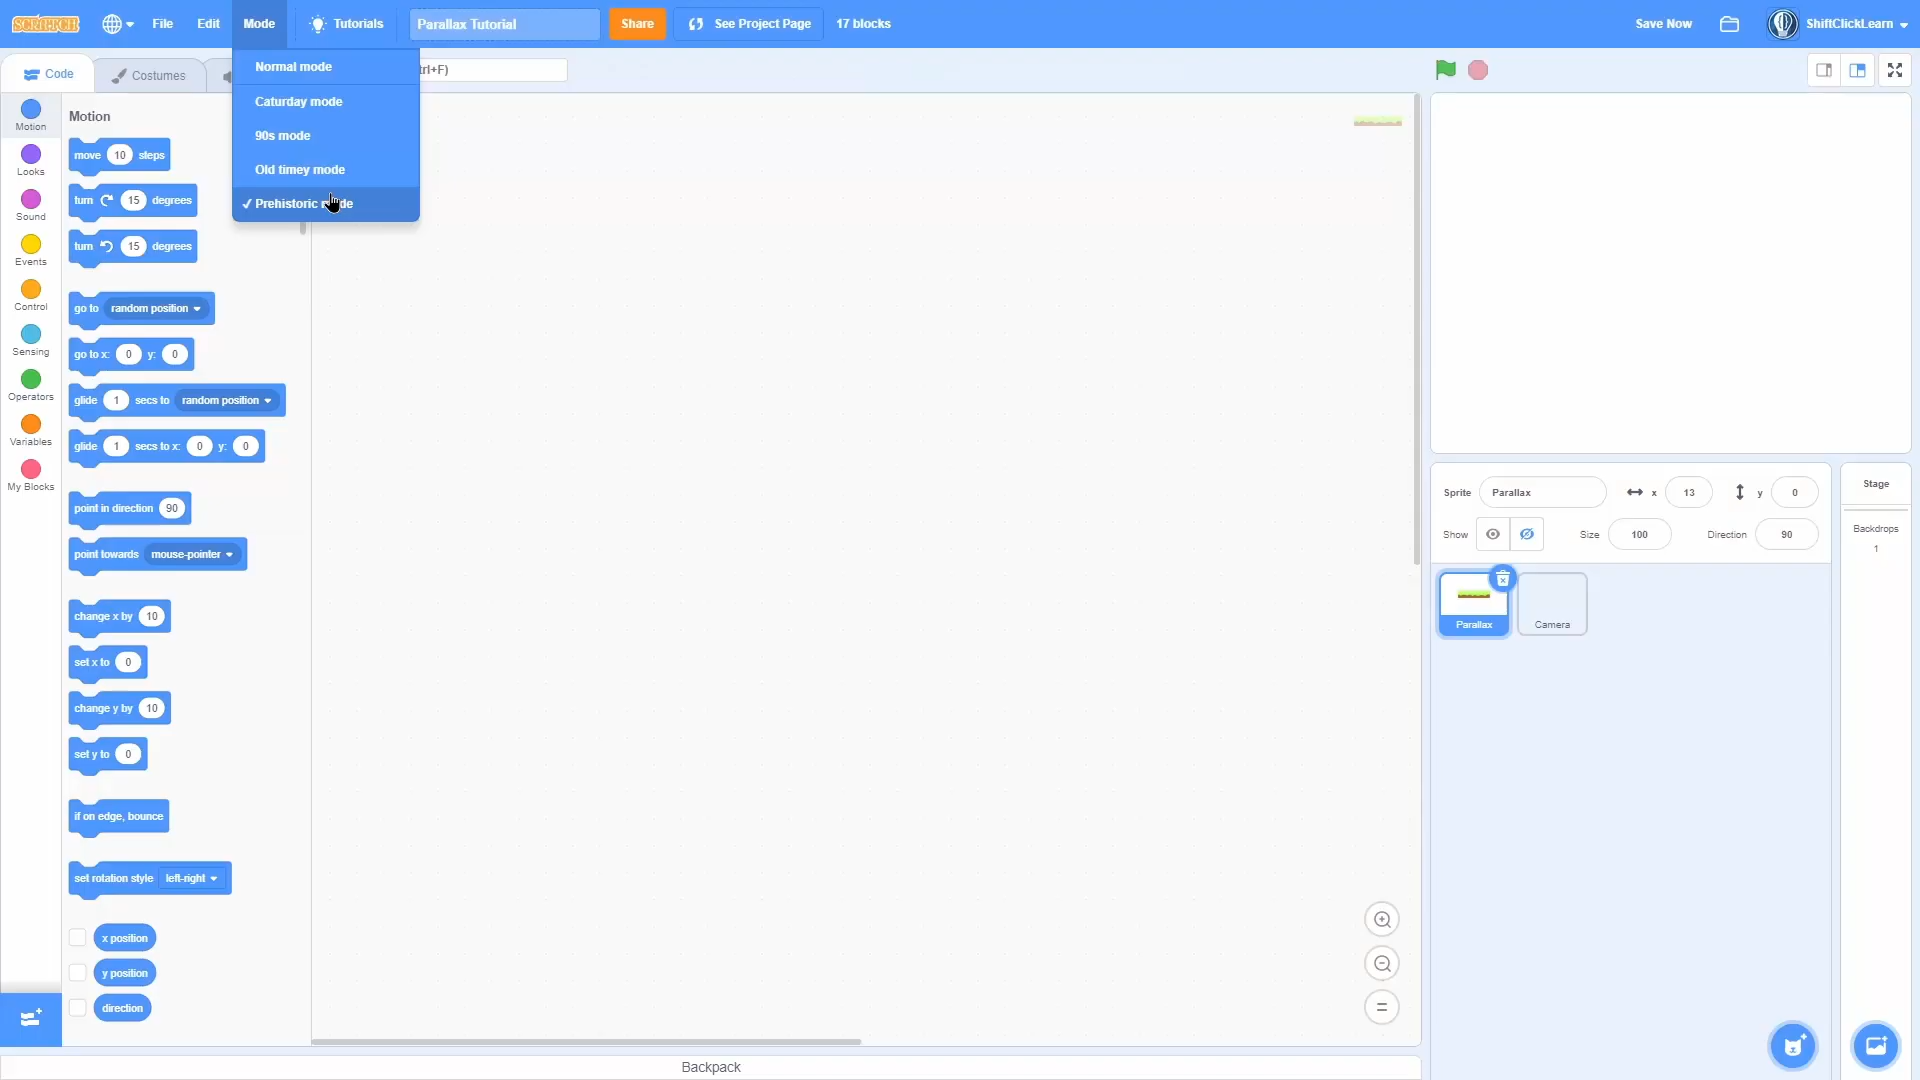 SCRATCH File Edit Mode Tutorials Parallax Tutorial Share See Project Page 17 blocks Save Now ShiftClickLearn
Code Costumes trl+F)
Normal mode
Caturday mode
90s mode
Old timey mode
✓ Prehistoric de
Motion
Looks
Sound
Events
Control
Sensing
Operators
Variables
My Blocks
Motion
move 10 steps
turn 15 degrees
turn 15 degrees
go to random position
go to x: 0 y: 0
glide 1 secs to random position
glide 1 secs to x: 0 y: 0
point in direction 90
point towards mouse-pointer
change x by 10
set x to 0
change y by 10
set y to 0
if on edge, bounce
set rotation style left-right
x position
y position
direction
Backpack
Sprite Parallax x 13 y 0
Show Size 100 Direction 90
Parallax Camera
Stage
Backdrops
1